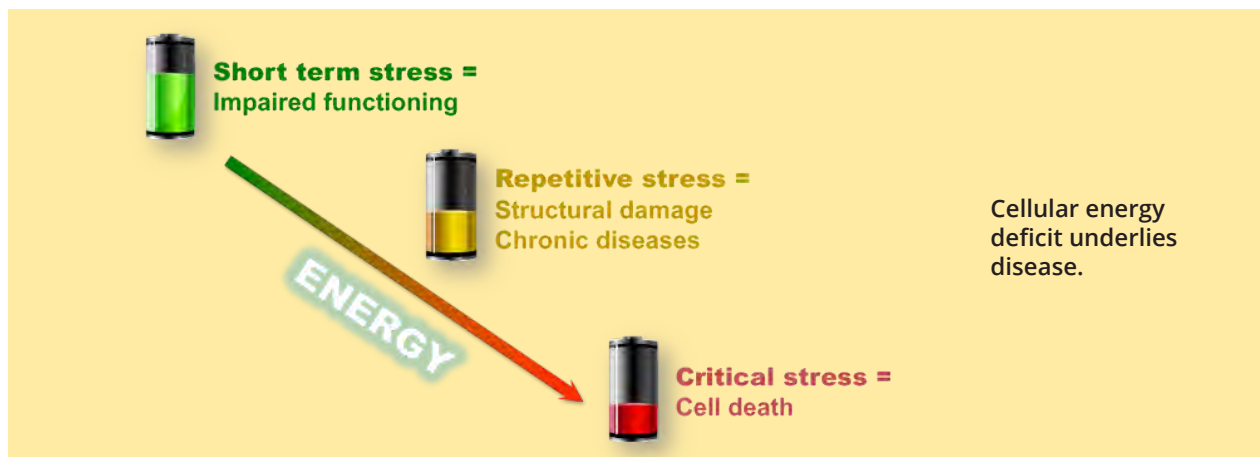 Short term stress =
Impaired functioning
Repetitive stress =
Structural damage
Chronic diseases
Cellular energy
deficit underlies
disease.
ENERGY
Critical stress =
Cell death